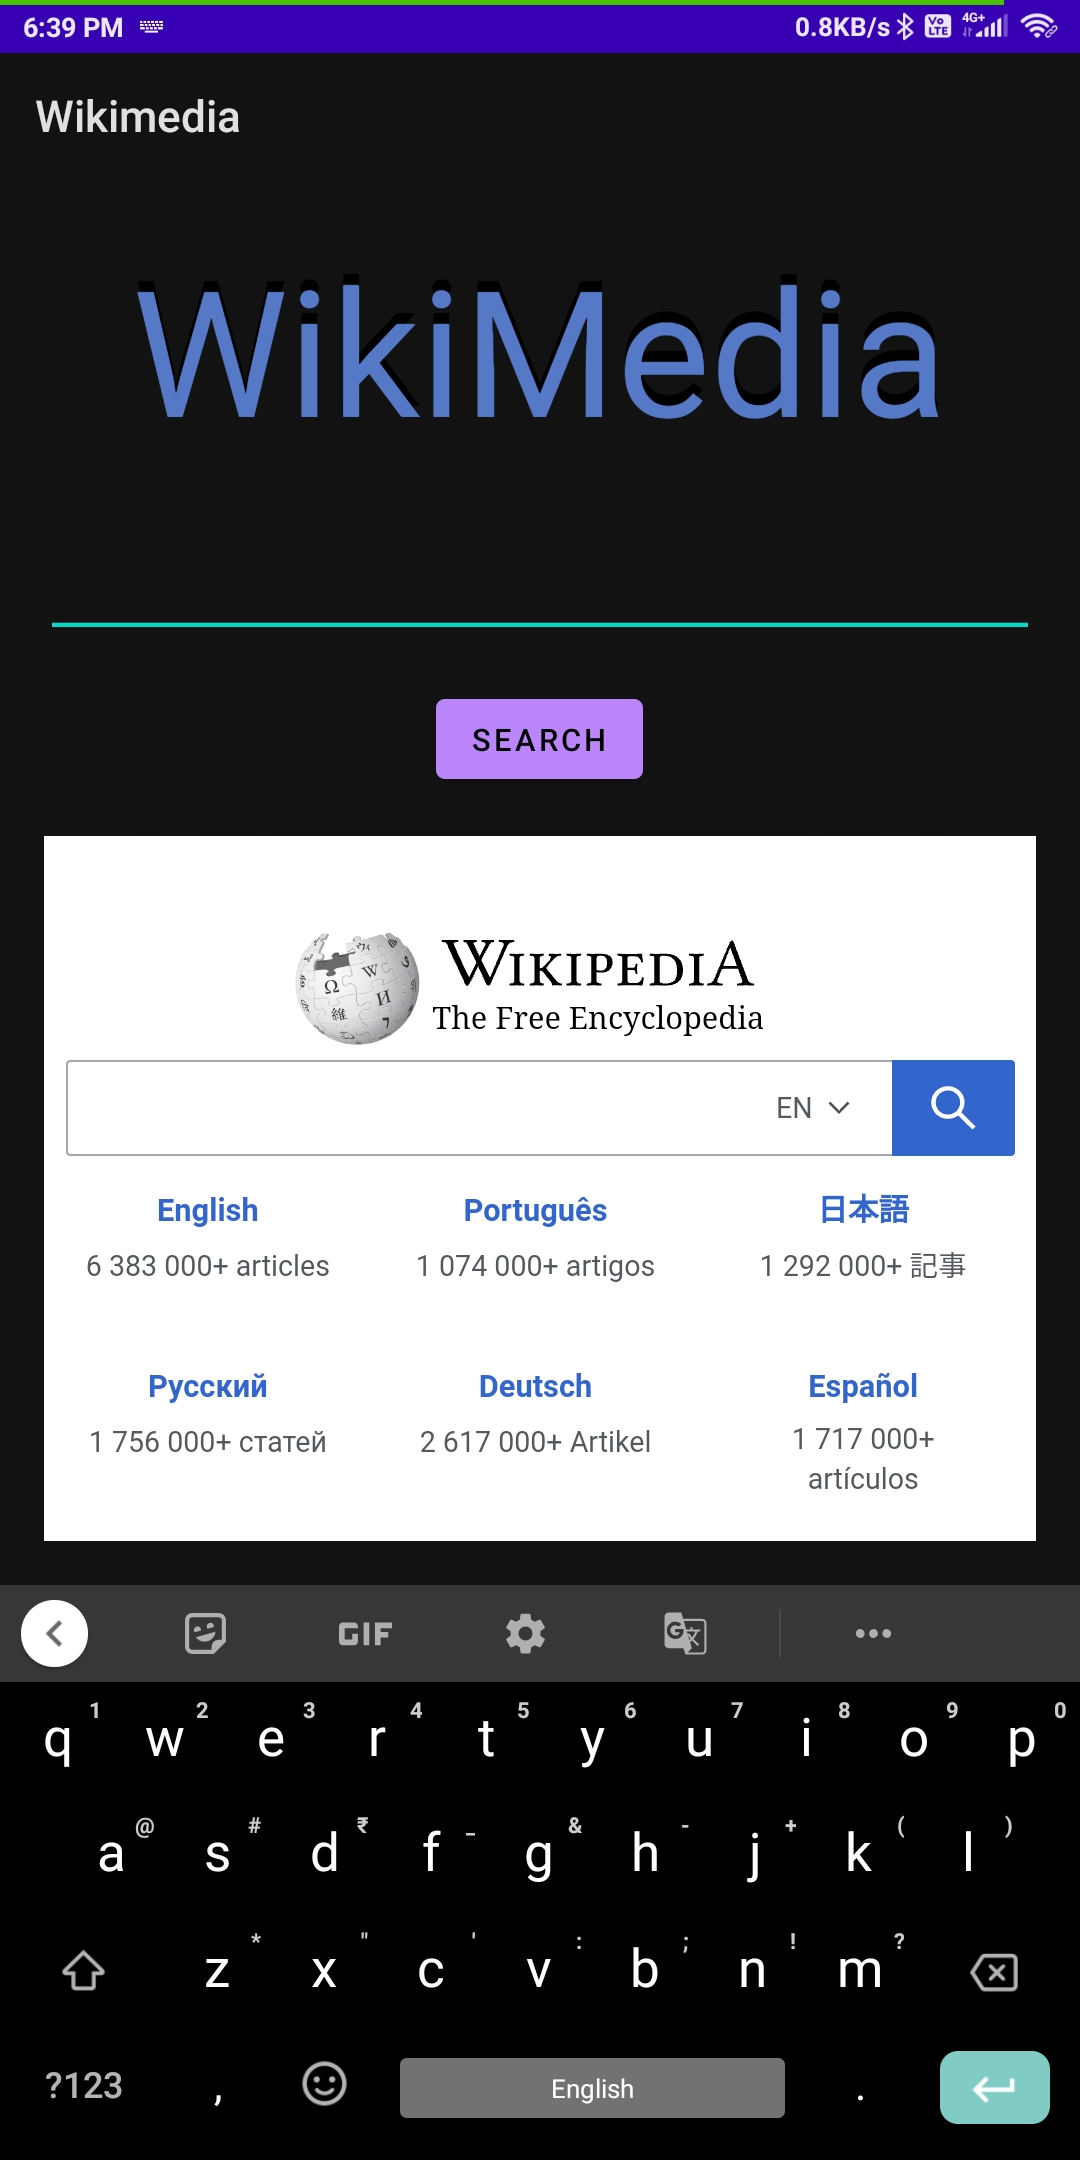 6:39 PM 0.8KB/s Vo LTE 4G+
Wikimedia
WikiMedia
SEARCH
WIKIPEDIA
The Free Encyclopedia
EN
English Português 日本語
6 383 000+ articles 1 074 000+ artigos 1 292 000+ 記事
Русский Deutsch Español
1 756 000+ статей 2 617 000+ Artikel 1 717 000+
artículos
GIF G 文
1 2 3 4 5 6 7 8 9 0
q w e r t y u i o p
@ # ₹ _ & - + ( )
a s d f g h j k l
* " ' : ; ! ?
z x c v b n m
?123 , English .